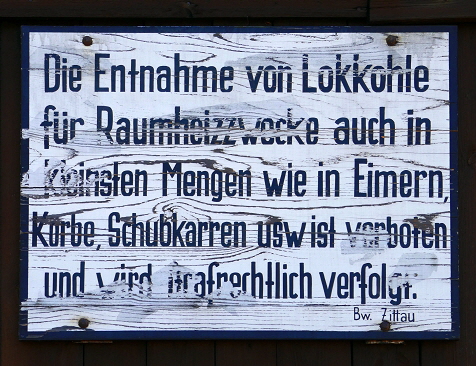 Die Entnahme von Lokkohle
für Raumheizzwecke auch in
kleinsten Mengen wie in Eimern,
Körbe, Schubkarren usw ist verboten
und wird strafrechtlich verfolgt.
Bw. Zittau